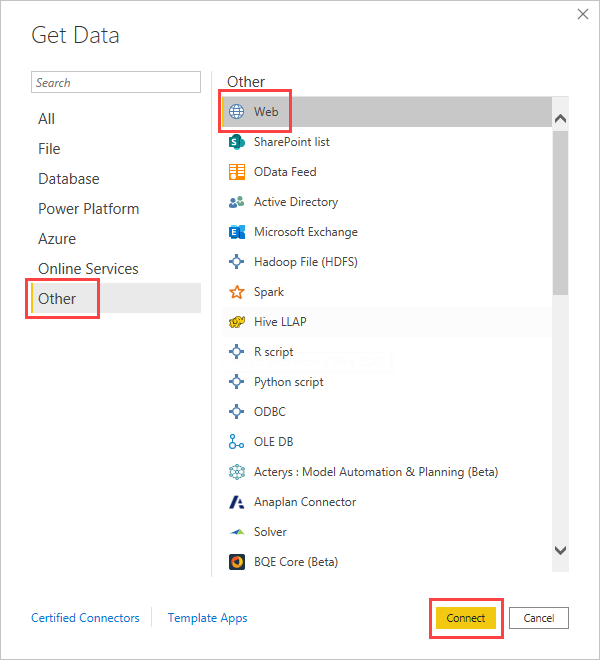 Get Data
Search
All
File
Database
Power Platform
Azure
Online Services
Other
Other
Web
SharePoint list
OData Feed
Active Directory
Microsoft Exchange
Hadoop File (HDFS)
Spark
Hive LLAP
R script
Python script
ODBC
OLE DB
Acterys : Model Automation & Planning (Beta)
Anaplan Connector
Solver
BQE Core (Beta)
Certified Connectors
Template Apps
Connect
Cancel